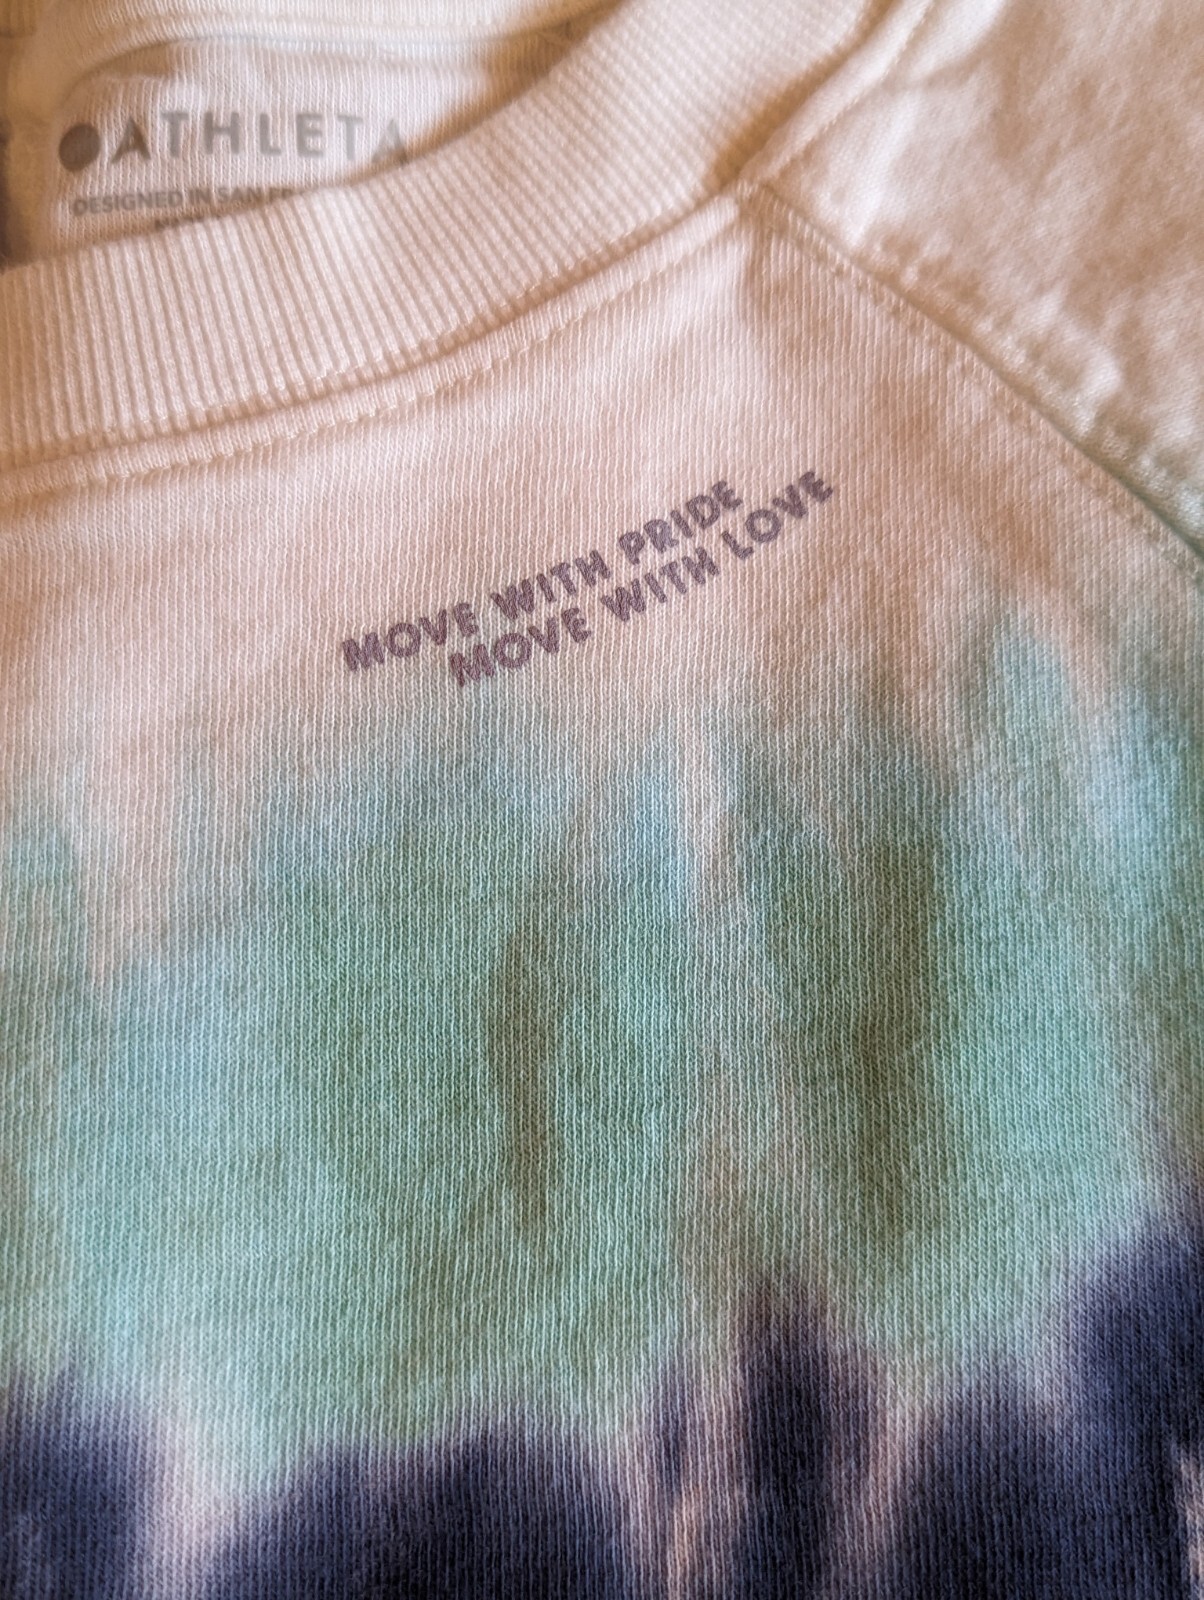 ATHLETA
DESIGNED IN SAN
MOVE WITH PRIDE
MOVE WITH LOVE